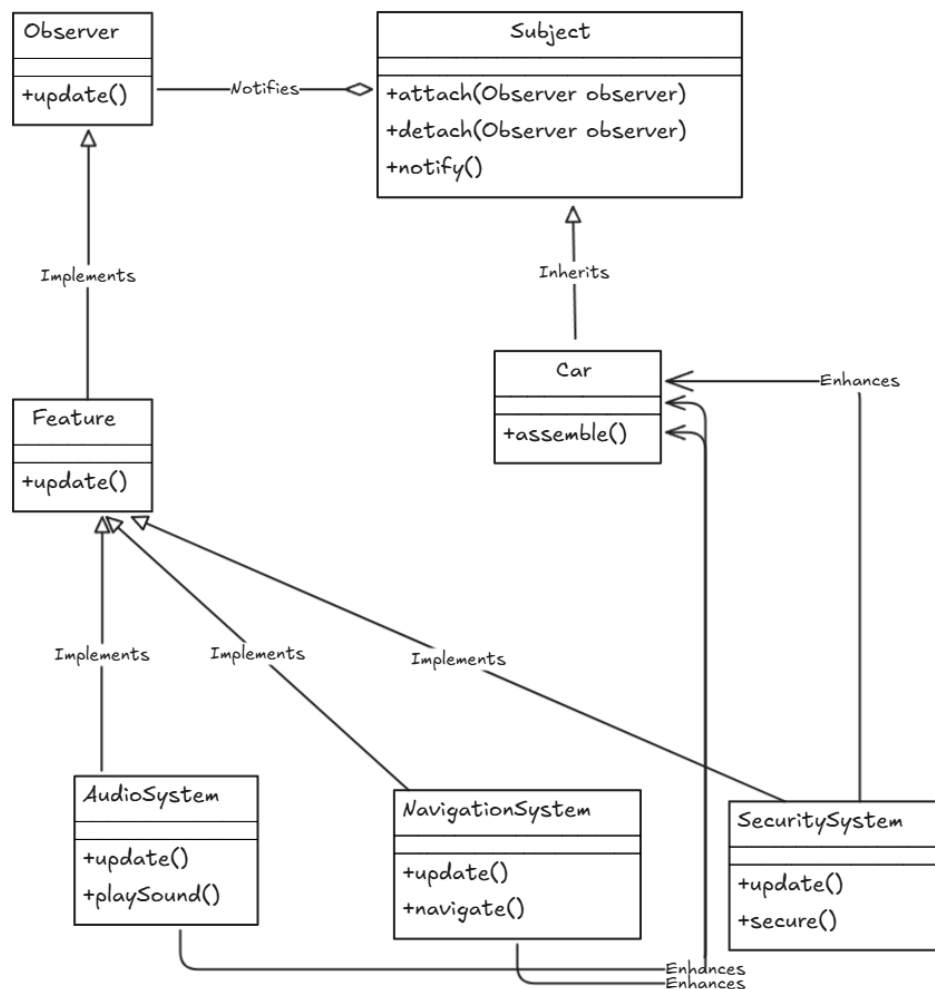 Observer
+update()
Notifies
Subject
+attach(Observer observer)
+detach(Observer observer)
+notify()
Implements
Inherits
Feature
+update()
Car
+assemble()
Enhances
Implements
Implements
Implements
AudioSystem
+update()
+playSound()
NavigationSystem
+update()
+navigate()
SecuritySystem
+update()
+secure()
Enhances
Enhances